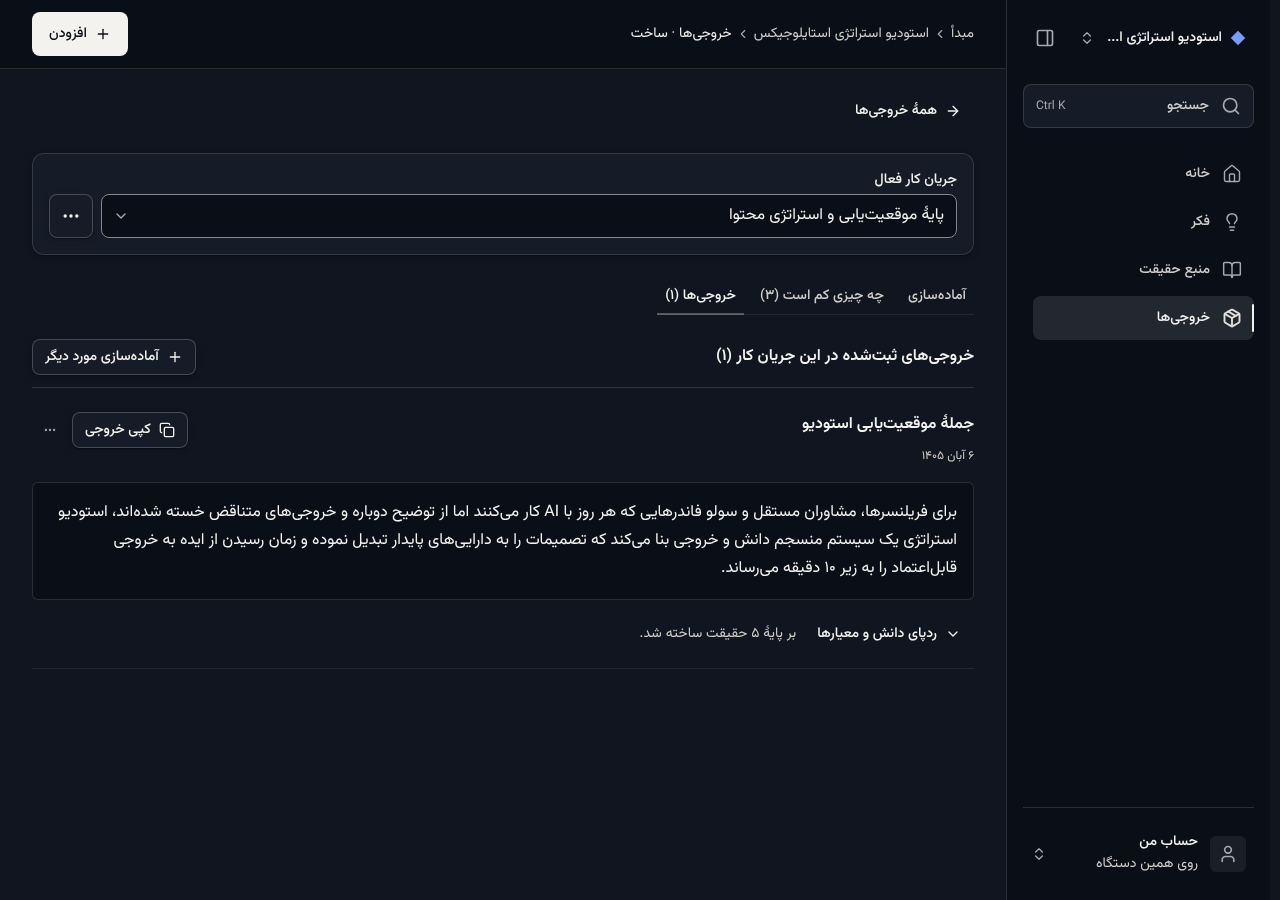 استودیو استراتژی ا...
جستجو
Ctrl K
خانه
فکر
منبع حقیقت
خروجی‌ها
حساب من
روی همین دستگاه
مبدأ › استودیو استراتژی استایلوجیکس › خروجی‌ها · ساخت
افزودن
همهٔ خروجی‌ها
جریان کار فعال
پایهٔ موقعیت‌یابی و استراتژی محتوا
آماده‌سازی
چه چیزی کم است (۳)
خروجی‌ها (۱)
خروجی‌های ثبت‌شده در این جریان کار (۱)
آماده‌سازی مورد دیگر
جملهٔ موقعیت‌یابی استودیو
کپی خروجی
۶ آبان ۱۴۰۵
برای فریلنسرها، مشاوران مستقل و سولو فاندرهایی که هر روز با AI کار می‌کنند اما از توضیح دوباره و خروجی‌های متناقض خسته شده‌اند، استودیو
استراتژی یک سیستم منسجم دانش و خروجی بنا می‌کند که تصمیمات را به دارایی‌های پایدار تبدیل نموده و زمان رسیدن از ایده به خروجی
قابل‌اعتماد را به زیر ۱۰ دقیقه می‌رساند.
ردپای دانش و معیارها
بر پایهٔ ۵ حقیقت ساخته شد.